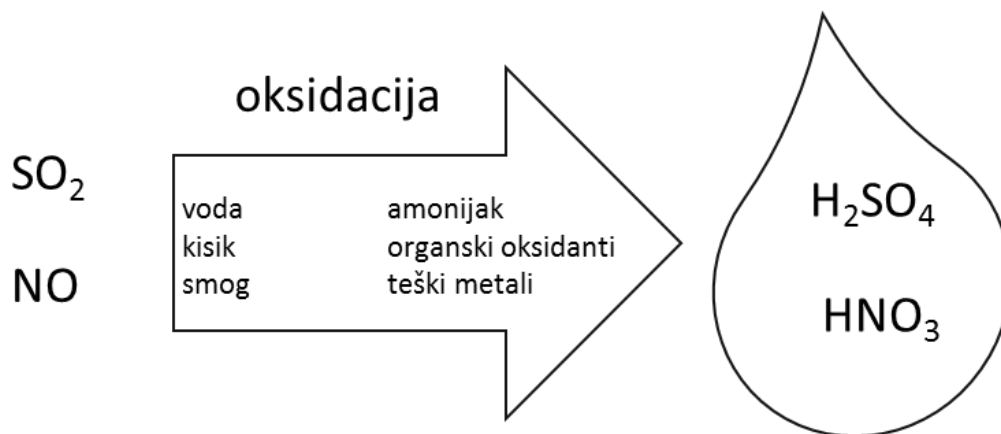 oksidacija
SO₂
NO
voda
kisik
smog
amonijak
organski oksidanti
teški metali
H₂SO₄
HNO₃